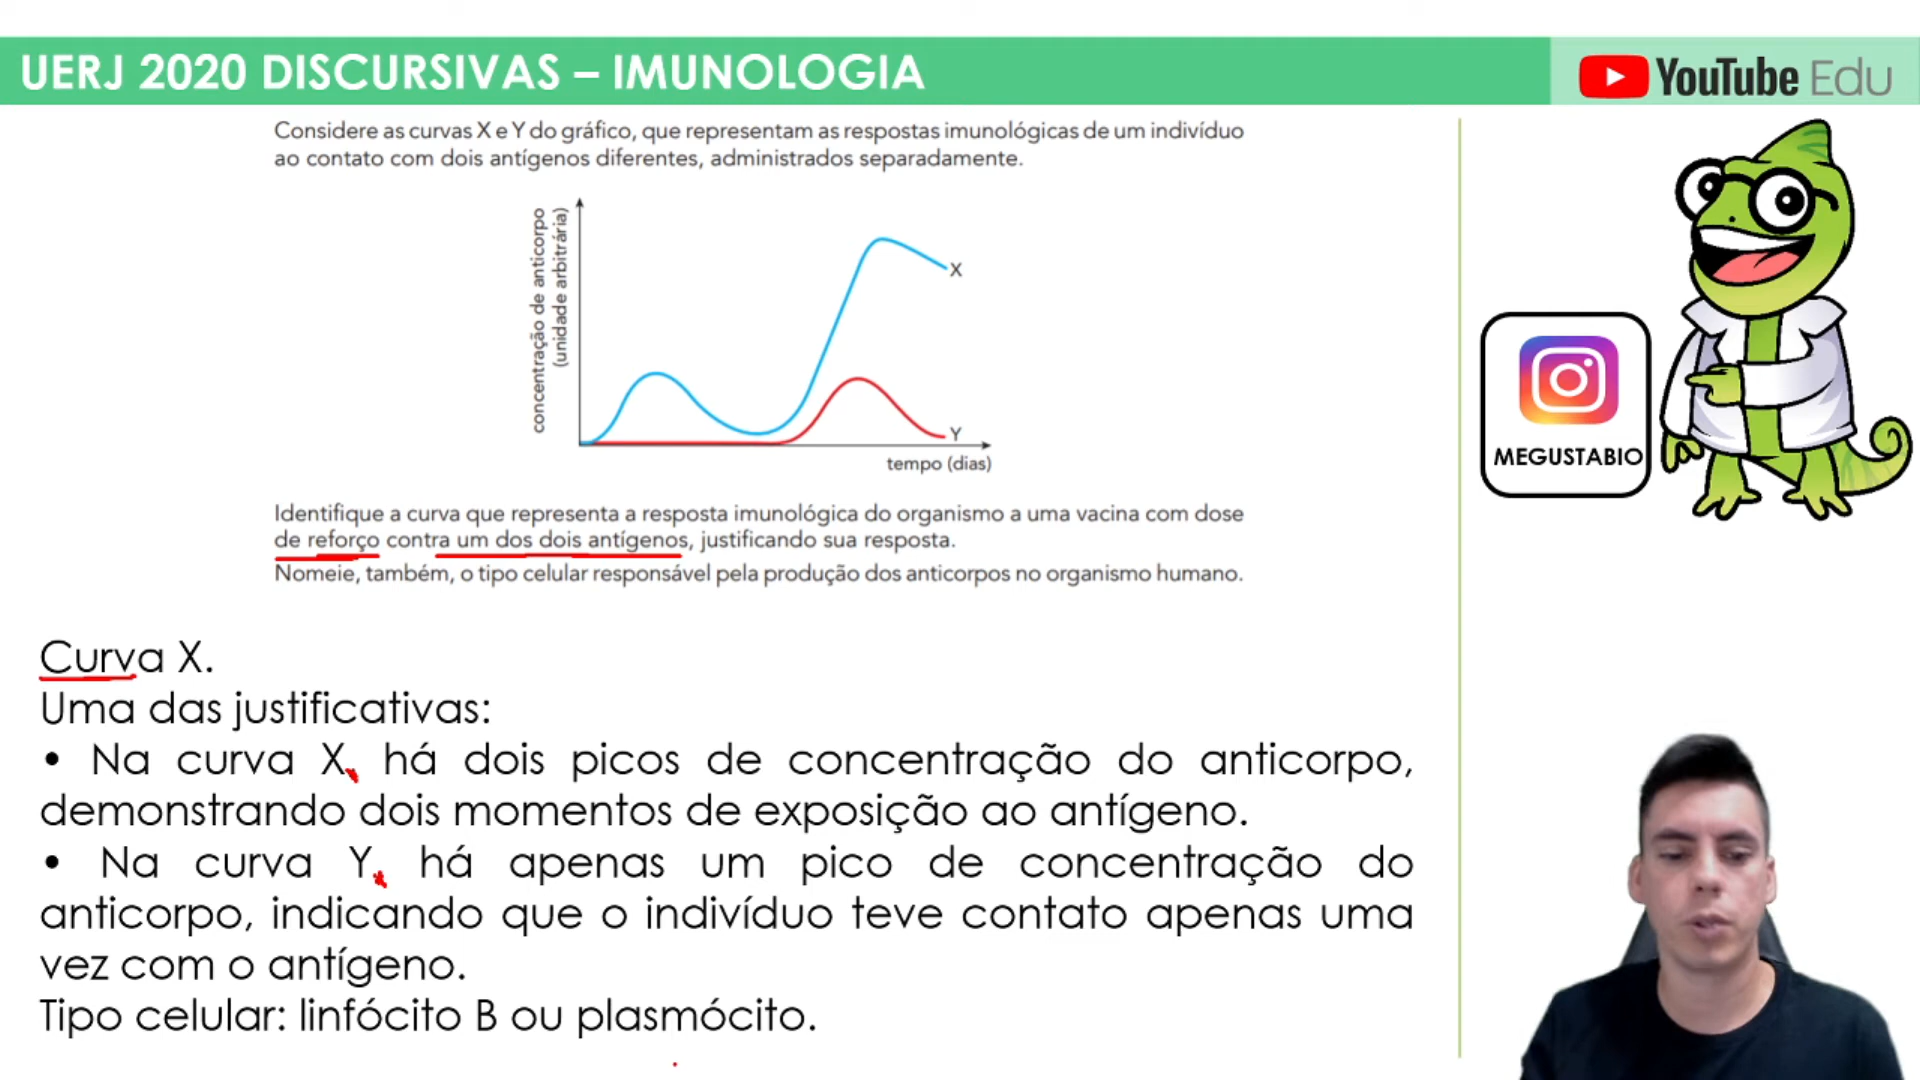 UERJ 2020 DISCURSIVAS – IMUNOLOGIA
YouTube Edu
Considere as curvas X e Y do gráfico, que representam as respostas imunológicas de um indivíduo
ao contato com dois antígenos diferentes, administrados separadamente.
concentração de anticorpo
(unidade arbitrária)
X
Y
tempo (dias)
MEGUSTABIO
Identifique a curva que representa a resposta imunológica do organismo a uma vacina com dose
de reforço contra um dos dois antígenos, justificando sua resposta.
Nomeie, também, o tipo celular responsável pela produção dos anticorpos no organismo humano.
Curva X.
Uma das justificativas:
• Na curva X, há dois picos de concentração do anticorpo,
demonstrando dois momentos de exposição ao antígeno.
• Na curva Y, há apenas um pico de concentração do
anticorpo, indicando que o indivíduo teve contato apenas uma
vez com o antígeno.
Tipo celular: linfócito B ou plasmócito.